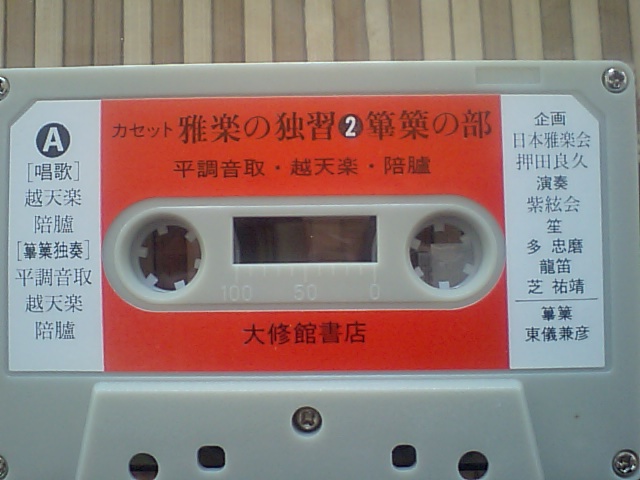 A
[唱歌]
越天楽
陪臚
[篳篥独奏]
平調音取
越天楽
陪臚
カセット 雅楽の独習❷篳篥の部
平調音取・越天楽・陪臚
100 50 0
大修館書店
企画
日本雅楽会
押田良久
演奏
紫絃会
笙
多 忠磨
龍笛
芝 祐靖
篳篥
東儀兼彦